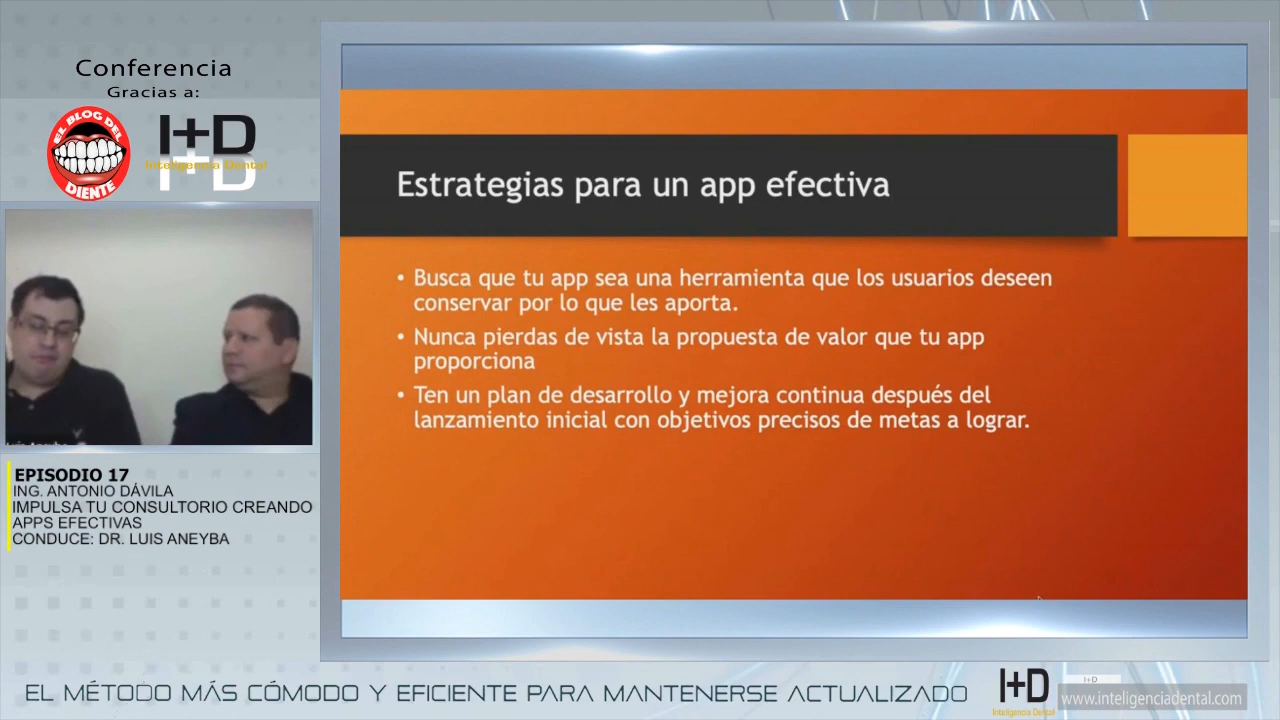 Conferencia
Gracias a:
EL BLOG DEL
DIENTE
I+D
Inteligencia Dental
Estrategias para un app efectiva
• Busca que tu app sea una herramienta que los usuarios deseen
conservar por lo que les aporta.
• Nunca pierdas de vista la propuesta de valor que tu app
proporciona
• Ten un plan de desarrollo y mejora continua después del
lanzamiento inicial con objetivos precisos de metas a lograr.
EPISODIO 17
ING. ANTONIO DÁVILA
IMPULSA TU CONSULTORIO CREANDO
APPS EFECTIVAS
CONDUCE: DR. LUIS ANEYBA
EL MÉTODO MÁS CÓMODO Y EFICIENTE PARA MANTENERSE ACTUALIZADO
I+D
Inteligencia Dental
I+D
www.inteligenciadental.com